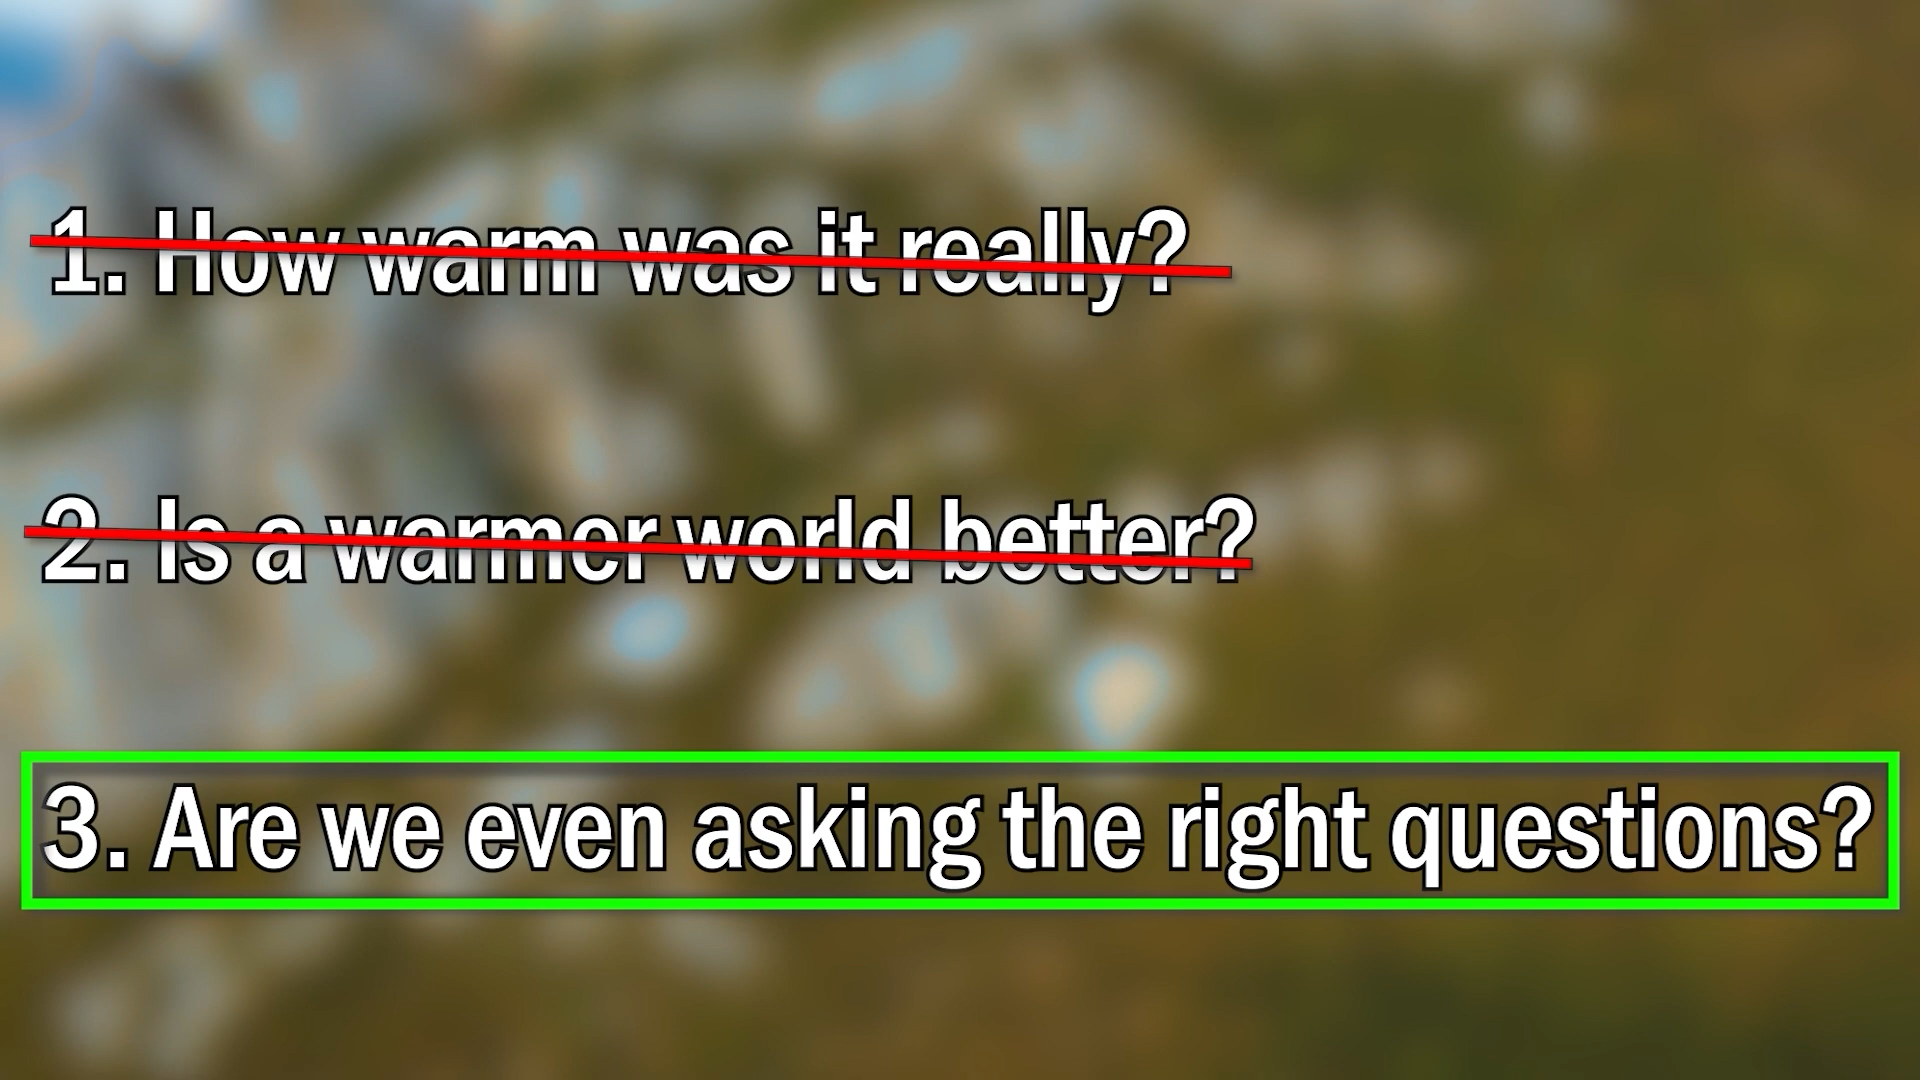 1. How warm was it really?
2. Is a warmer world better?
3. Are we even asking the right questions?